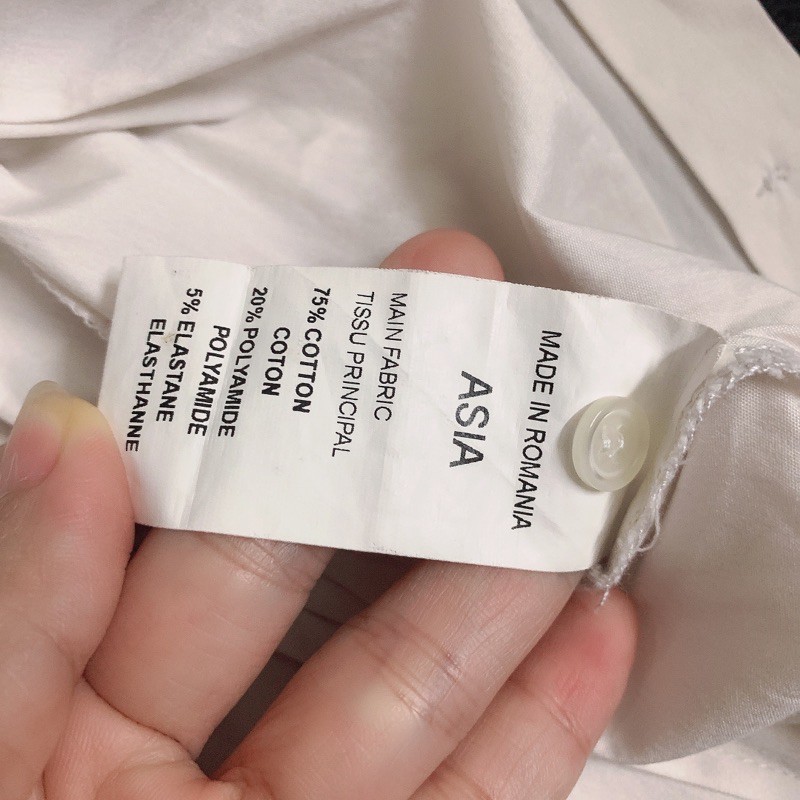 MADE IN ROMANIA
ASIA
MAIN FABRIC
TISSU PRINCIPAL
75% COTTON
COTON
20% POLYAMIDE
POLYAMIDE
5% ELASTANE
ELASTHANNE